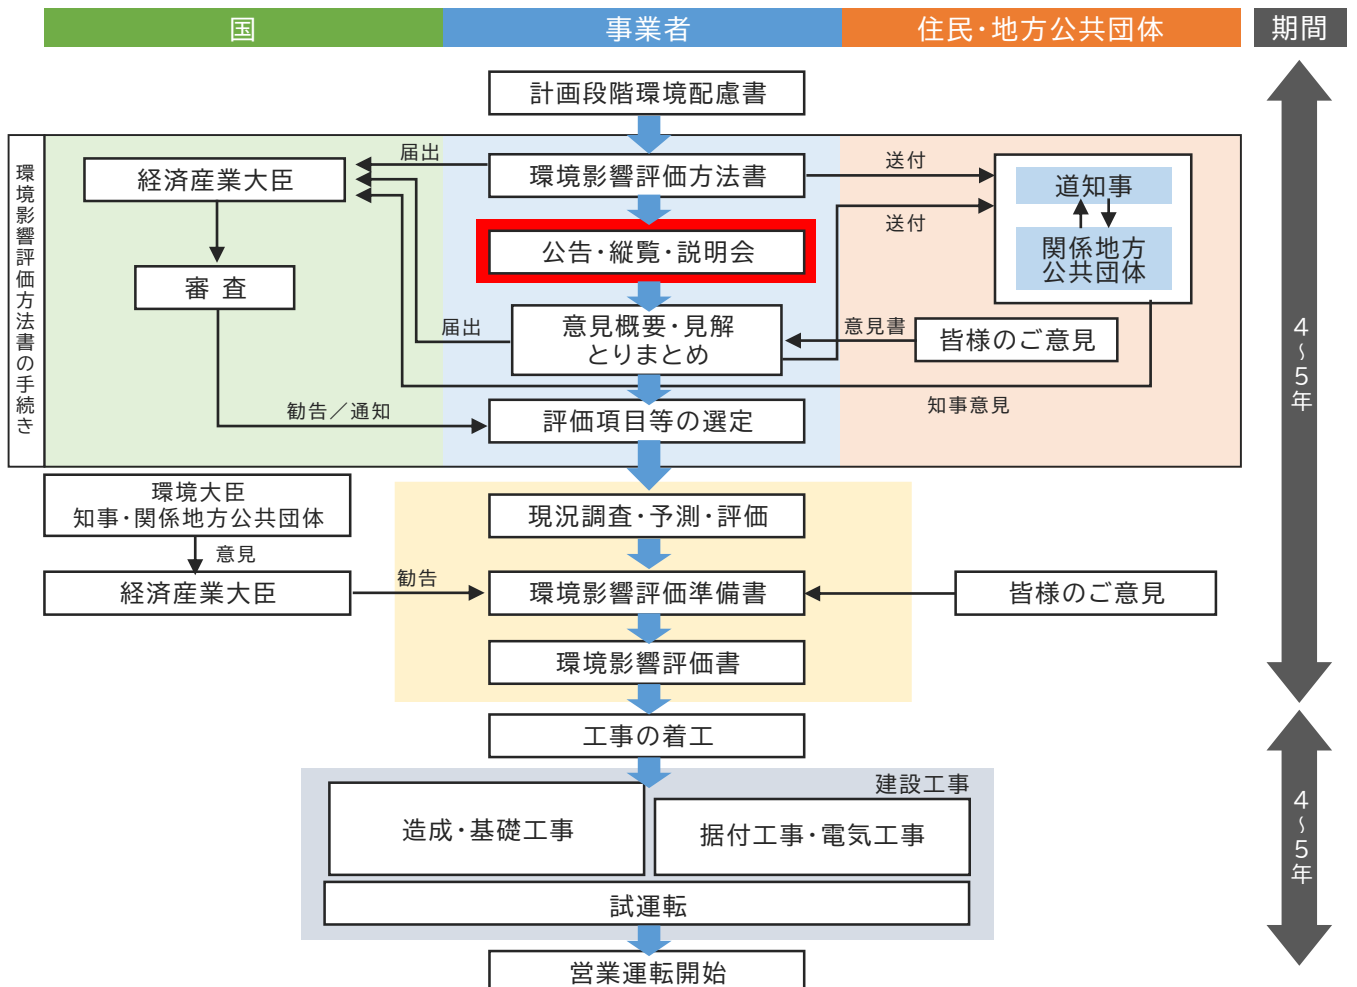 国
事業者
住民・地方公共団体
期間
計画段階環境配慮書
環境影響評価方法書の手続き
経済産業大臣
届出
環境影響評価方法書
送付
道知事
関係地方
公共団体
送付
公告・縦覧・説明会
審 査
届出
意見概要・見解
とりまとめ
意見書
皆様のご意見
知事意見
勧告／通知
評価項目等の選定
4～5年
環境大臣
知事・関係地方公共団体
意見
経済産業大臣
勧告
現況調査・予測・評価
環境影響評価準備書
皆様のご意見
環境影響評価書
工事の着工
建設工事
造成・基礎工事
据付工事・電気工事
試運転
4～5年
営業運転開始